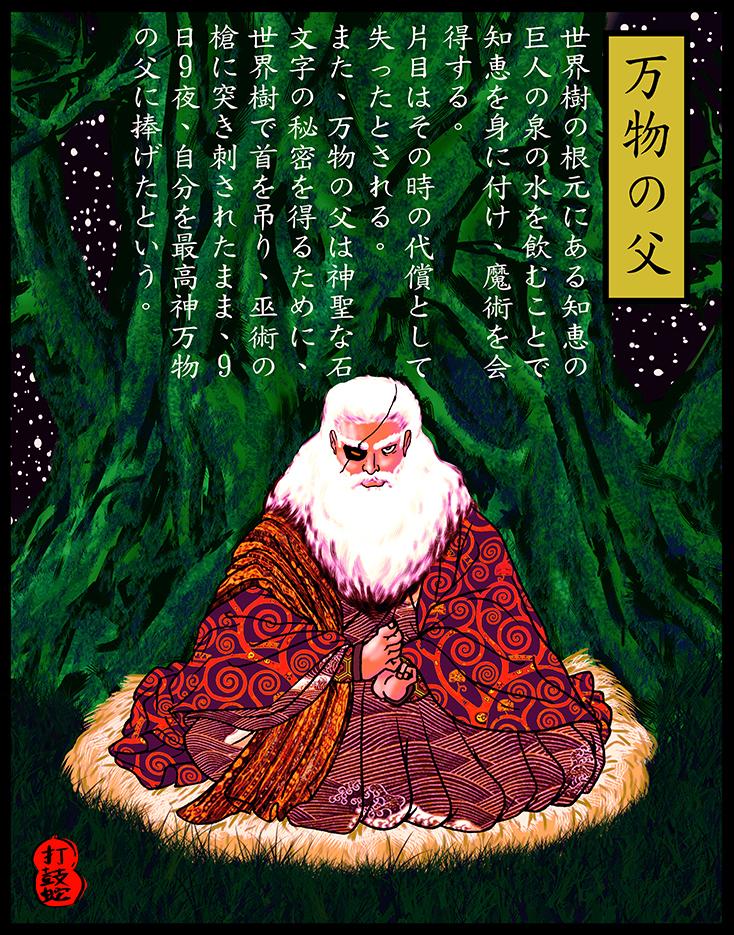 万物の父
世界樹の根元にある知恵の
巨人の泉の水を飲むことで
知恵を身に付け、魔術を会
得する。
片目はその時の代償として
失ったとされる。
また、万物の父は神聖な石
文字の秘密を得るために、
世界樹で首を吊り、巫術の
槍に突き刺されたまま、9
日9夜、自分を最高神万物
の父に捧げたという。
打鼓蛇